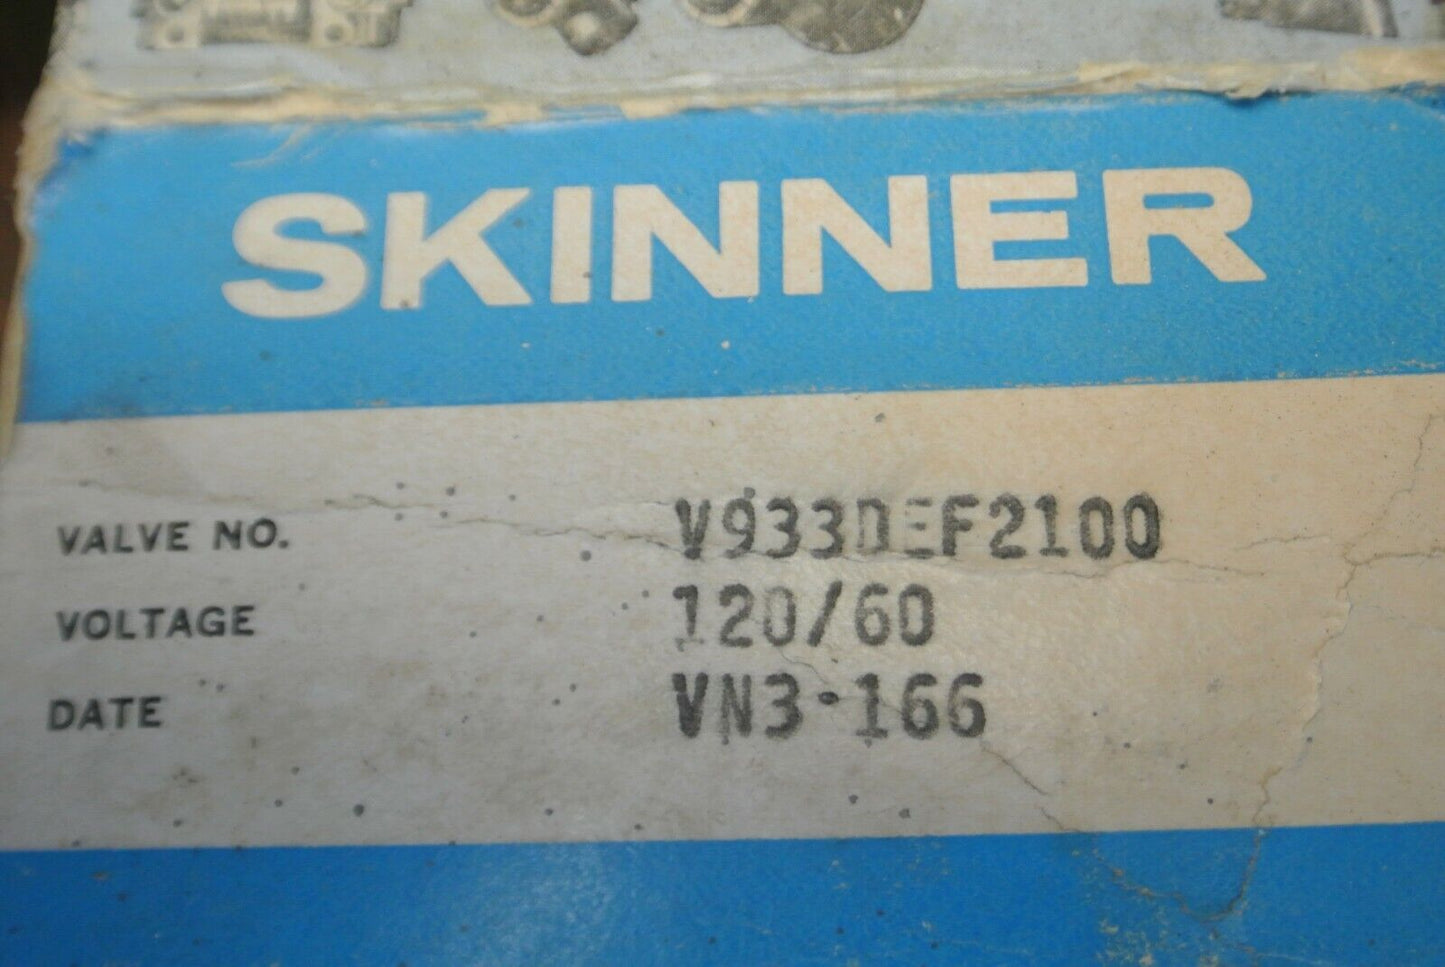 SKINNER
VALVE NO. V933DEF2100
VOLTAGE 120/60
DATE VN3-166